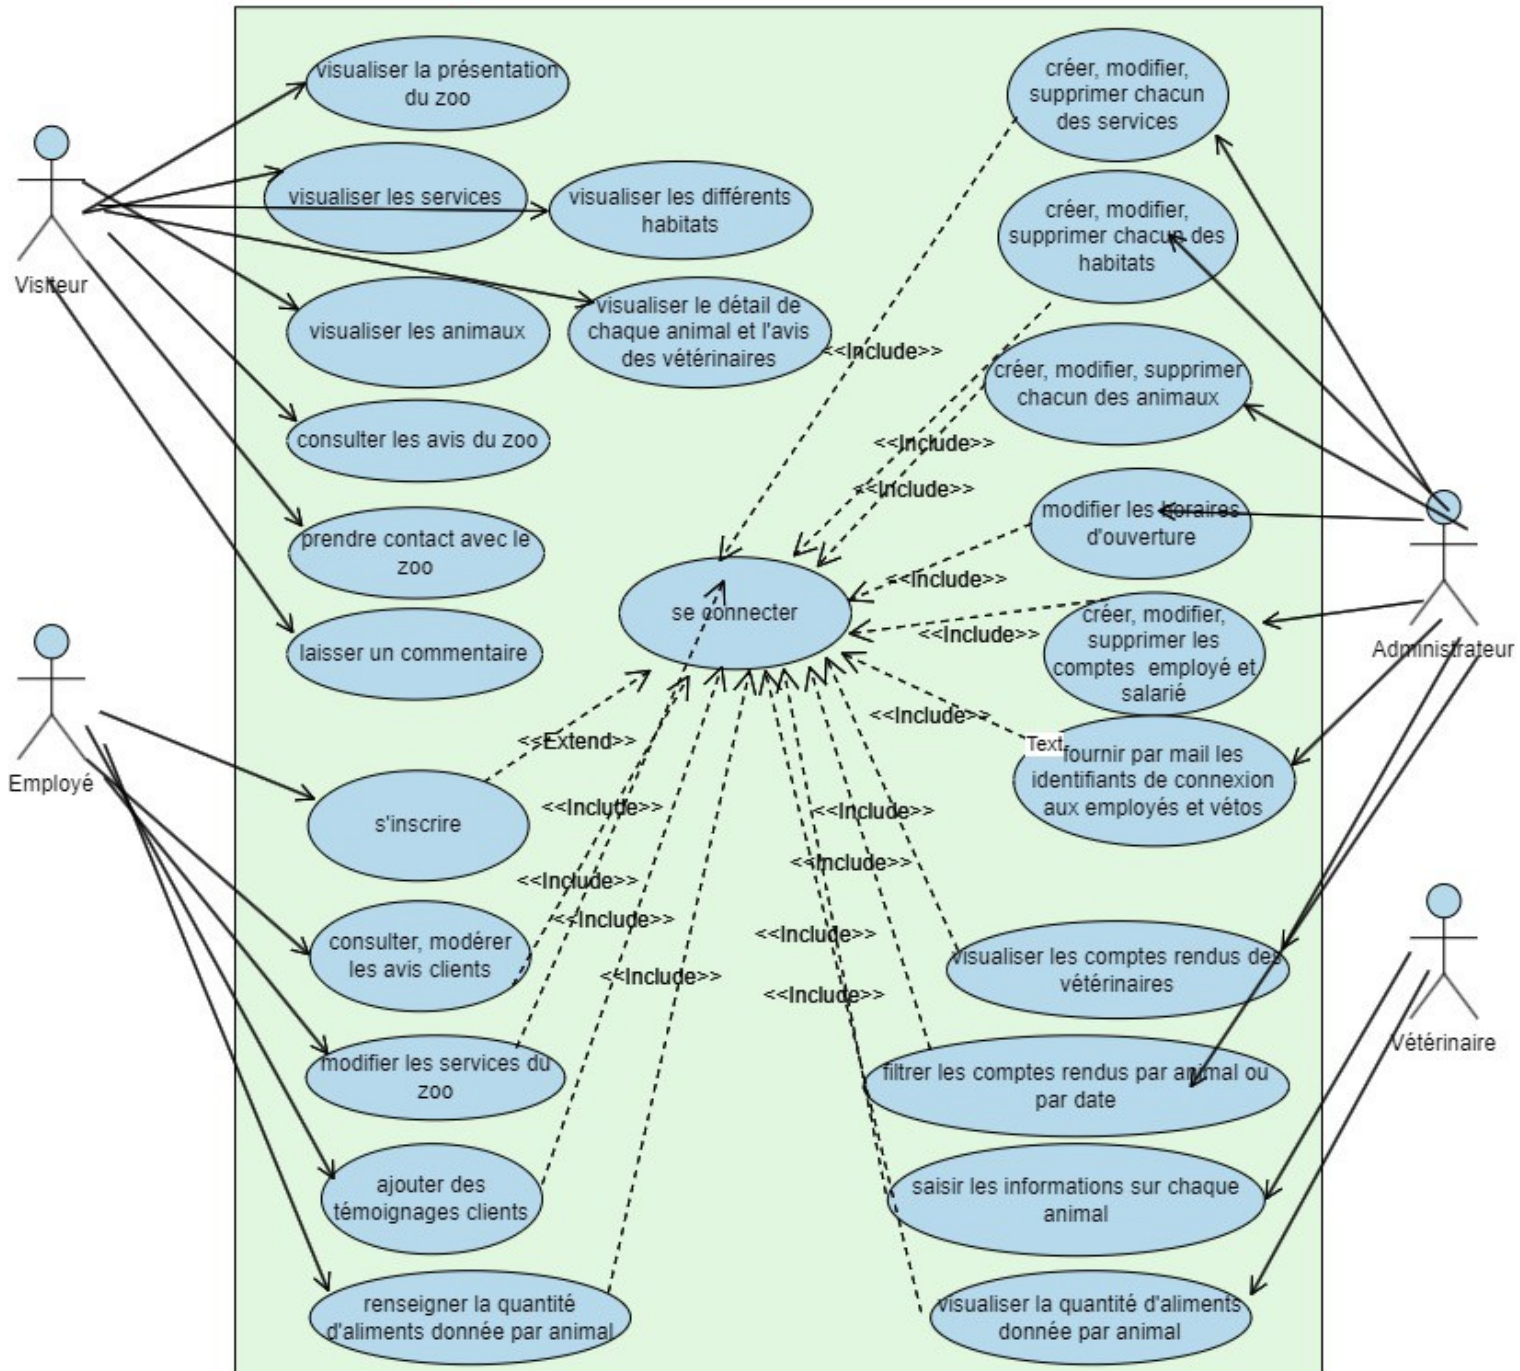 visualiser la présentation
du zoo
créer, modifier,
supprimer chacun
des services
visualiser les services
visualiser les différents
habitats
créer, modifier,
supprimer chacun des
habitats
Visiteur
visualiser les animaux
visualiser le détail de
chaque animal et l'avis
des vétérinaires
<<Include>>
créer, modifier, supprimer
chacun des animaux
consulter les avis du zoo
<<Include>>
<<Include>>
modifier les horaires
d'ouverture
prendre contact avec le
zoo
<<Include>>
se connecter
créer, modifier,
supprimer les
comptes  employé et
salarié
<<Include>>
Administrateur
laisser un commentaire
<<Include>>
<<Extend>>
Text
fournir par mail les
identifiants de connexion
aux employés et vétos
Employé
s'inscrire
<<Include>>
<<Include>>
<<Include>>
<<Include>>
<<Include>>
<<Include>>
<<Include>>
<<Include>>
consulter, modérer
les avis clients
visualiser les comptes rendus des
vétérinaires
Vétérinaire
modifier les services du
zoo
filtrer les comptes rendus par animal ou
par date
ajouter des
témoignages clients
saisir les informations sur chaque
animal
renseigner la quantité
d'aliments donnée par animal
visualiser la quantité d'aliments
donnée par animal